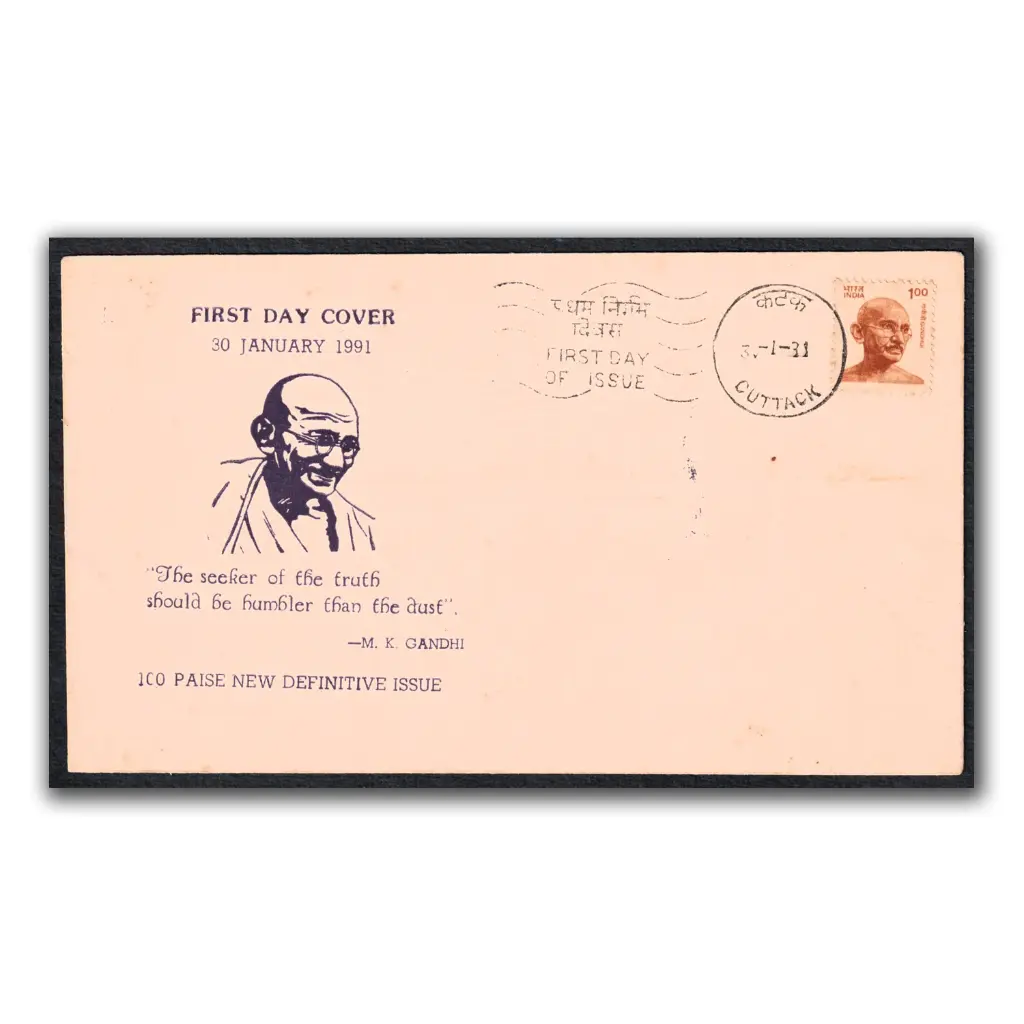 FIRST DAY COVER
30 JANUARY 1991
"The seeker of the truth
should be humbler than the dust".
—M. K. GANDHI
100 PAISE NEW DEFINITIVE ISSUE
दिवस
FIRST DAY
OF ISSUE
कटक
CUTTACK
भारत
INDIA
1.00